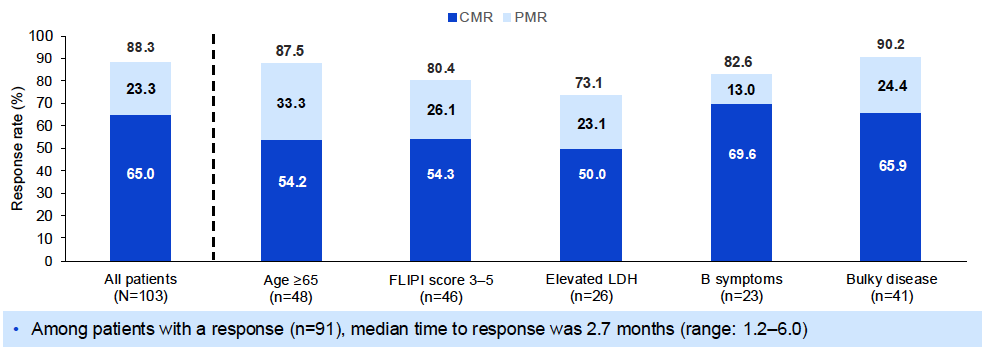 CMR PMR
Response rate (%)
100
90
80
70
60
50
40
30
20
10
0
88.3 87.5 80.4 73.1 82.6 90.2
23.3 33.3 26.1 23.1 13.0 24.4
65.0 54.2 54.3 50.0 69.6 65.9
All patients Age ≥65 FLIPI score 3–5 Elevated LDH B symptoms Bulky disease
(N=103) (n=48) (n=46) (n=26) (n=23) (n=41)
• Among patients with a response (n=91), median time to response was 2.7 months (range: 1.2–6.0)